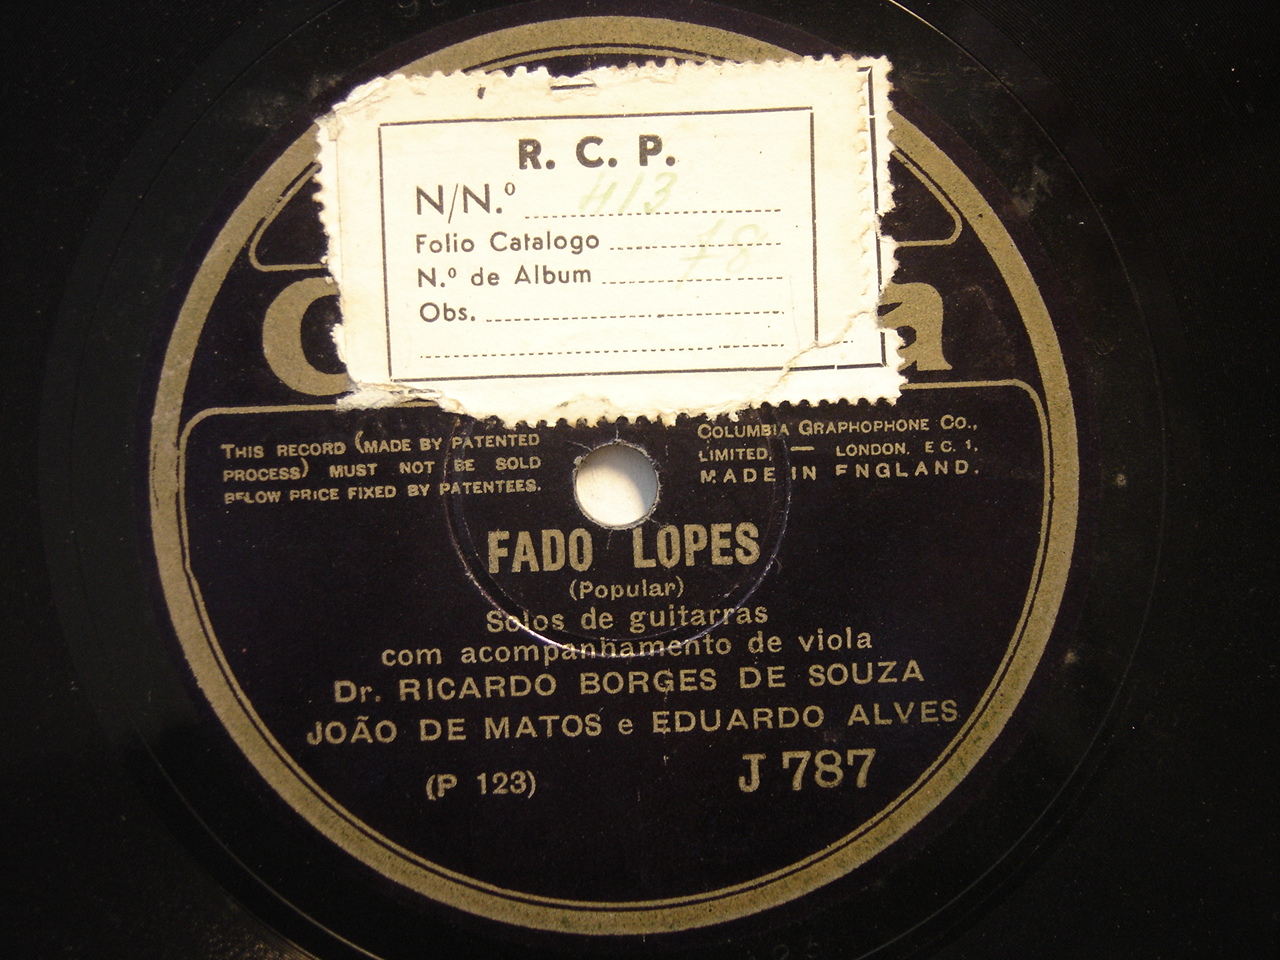 R. C. P.
N/N.º 413
Folio Catalogo 78
N.º de Album
Obs.
C a
THIS RECORD (MADE BY PATENTED
PROCESS) MUST NOT BE SOLD
BELOW PRICE FIXED BY PATENTEES.
COLUMBIA GRAPHOPHONE CO.,
LIMITED, — LONDON, E C 1,
MADE IN ENGLAND.
FADO LOPES
(Popular)
Solos de guitarras
com acompanhamento de viola
Dr. RICARDO BORGES DE SOUZA
JOÃO DE MATOS e EDUARDO ALVES
(P 123) J 787